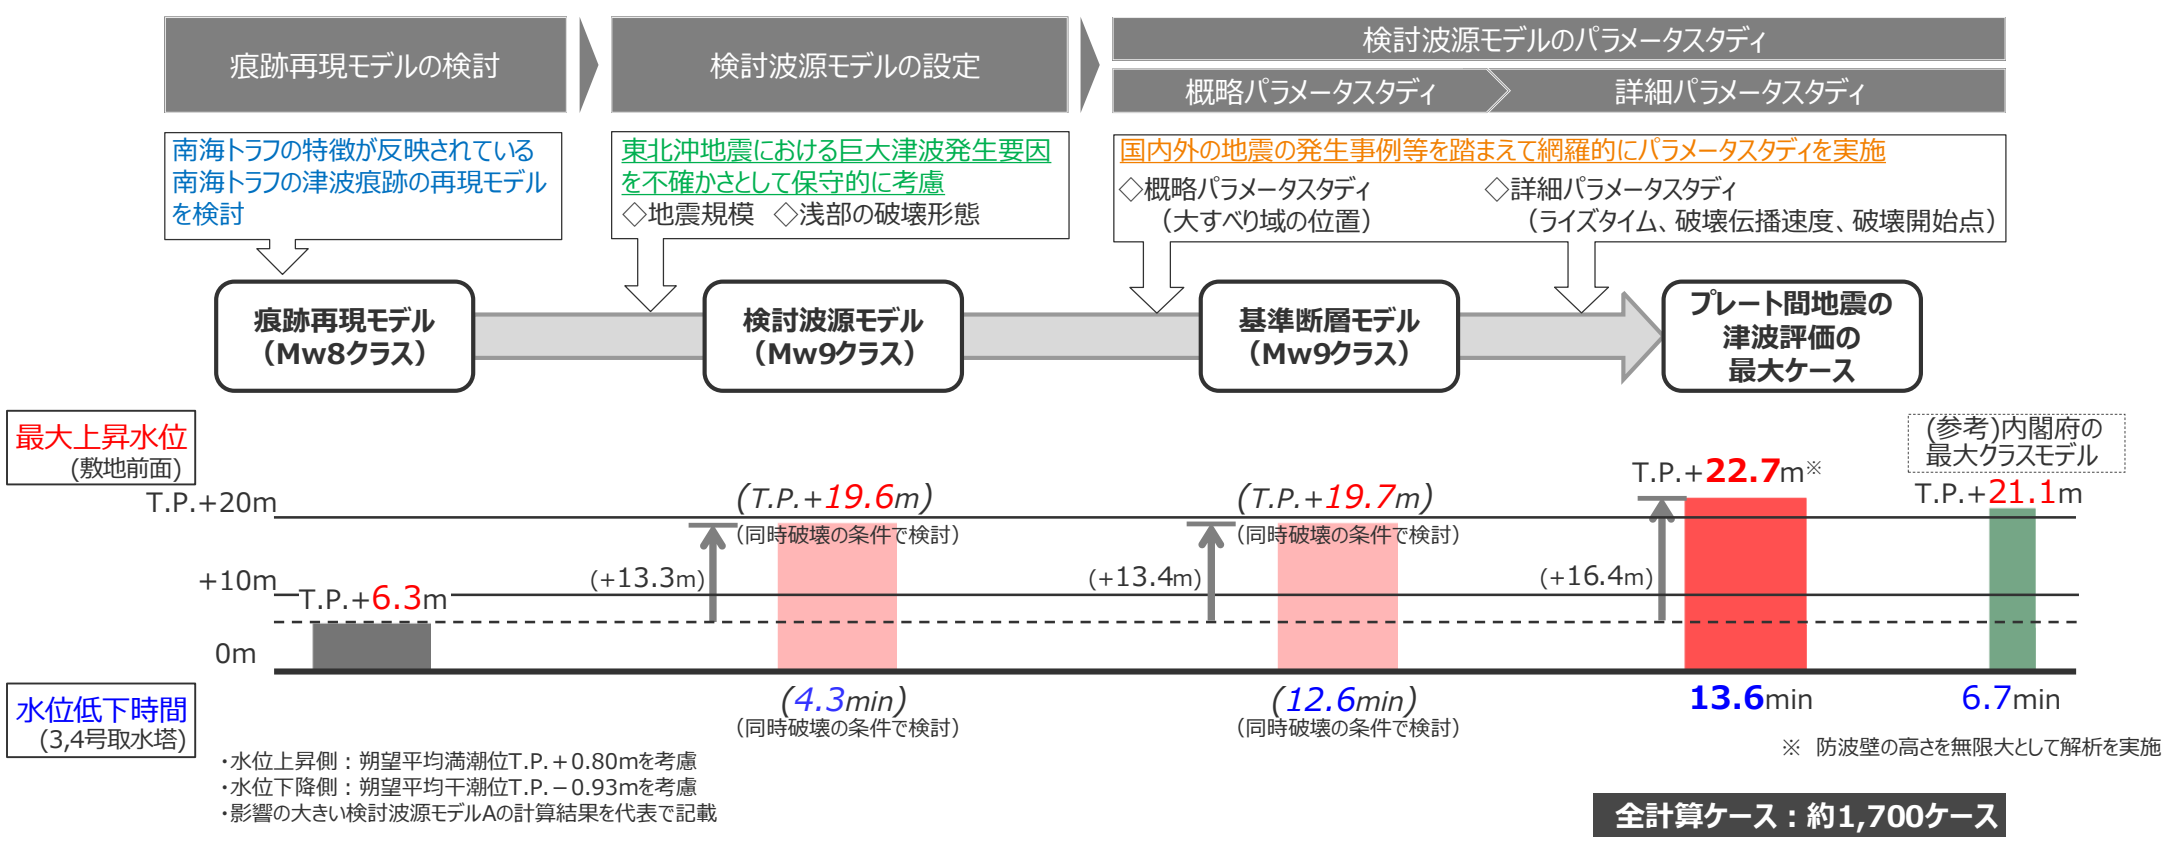 痕跡再現モデルの検討
検討波源モデルの設定
検討波源モデルのパラメータスタディ
概略パラメータスタディ
詳細パラメータスタディ
南海トラフの特徴が反映されている
南海トラフの津波痕跡の再現モデル
を検討
東北沖地震における巨大津波発生要因
を不確かさとして保守的に考慮
◇地震規模 ◇浅部の破壊形態
国内外の地震の発生事例等を踏まえて網羅的にパラメータスタディを実施
◇概略パラメータスタディ
（大すべり域の位置）
◇詳細パラメータスタディ
（ライズタイム、破壊伝播速度、破壊開始点）
痕跡再現モデル
（Mw8クラス）
検討波源モデル
（Mw9クラス）
基準断層モデル
（Mw9クラス）
プレート間地震の
津波評価の
最大ケース
最大上昇水位
(敷地前面)
(参考)内閣府の
最大クラスモデル
T.P.+20m
+10m
0m
T.P.+6.3m
(T.P.+19.6m)
（同時破壊の条件で検討）
(+13.3m)
(T.P.+19.7m)
（同時破壊の条件で検討）
(+13.4m)
T.P.+22.7m※
(+16.4m)
T.P.+21.1m
水位低下時間
(3,4号取水塔)
(4.3min)
（同時破壊の条件で検討）
(12.6min)
（同時破壊の条件で検討）
13.6min
6.7min
※ 防波壁の高さを無限大として解析を実施
・水位上昇側：朔望平均満潮位T.P.＋0.80mを考慮
・水位下降側：朔望平均干潮位T.P.－0.93mを考慮
・影響の大きい検討波源モデルAの計算結果を代表で記載
全計算ケース：約1,700ケース